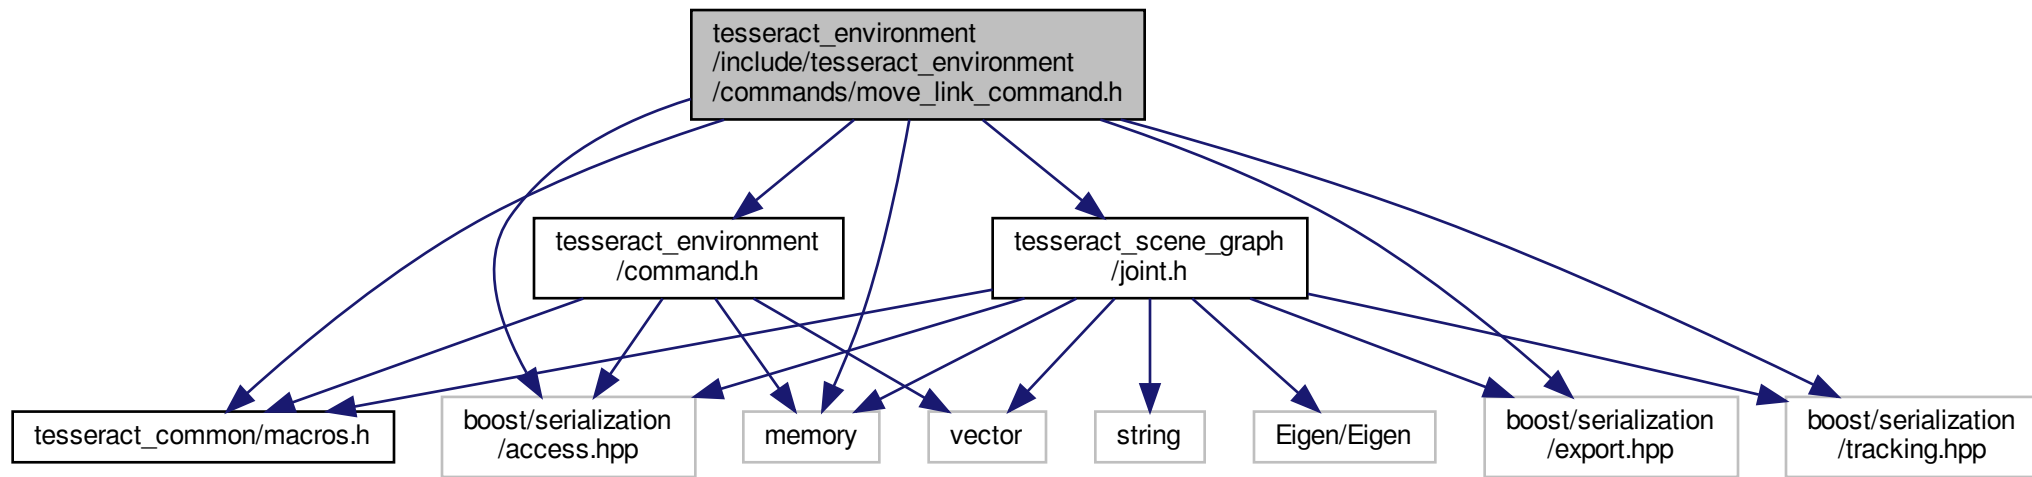 tesseract_environment
/include/tesseract_environment
/commands/move_link_command.h
tesseract_environment
/command.h
tesseract_scene_graph
/joint.h
tesseract_common/macros.h
boost/serialization
/access.hpp
memory
vector
string
Eigen/Eigen
boost/serialization
/export.hpp
boost/serialization
/tracking.hpp